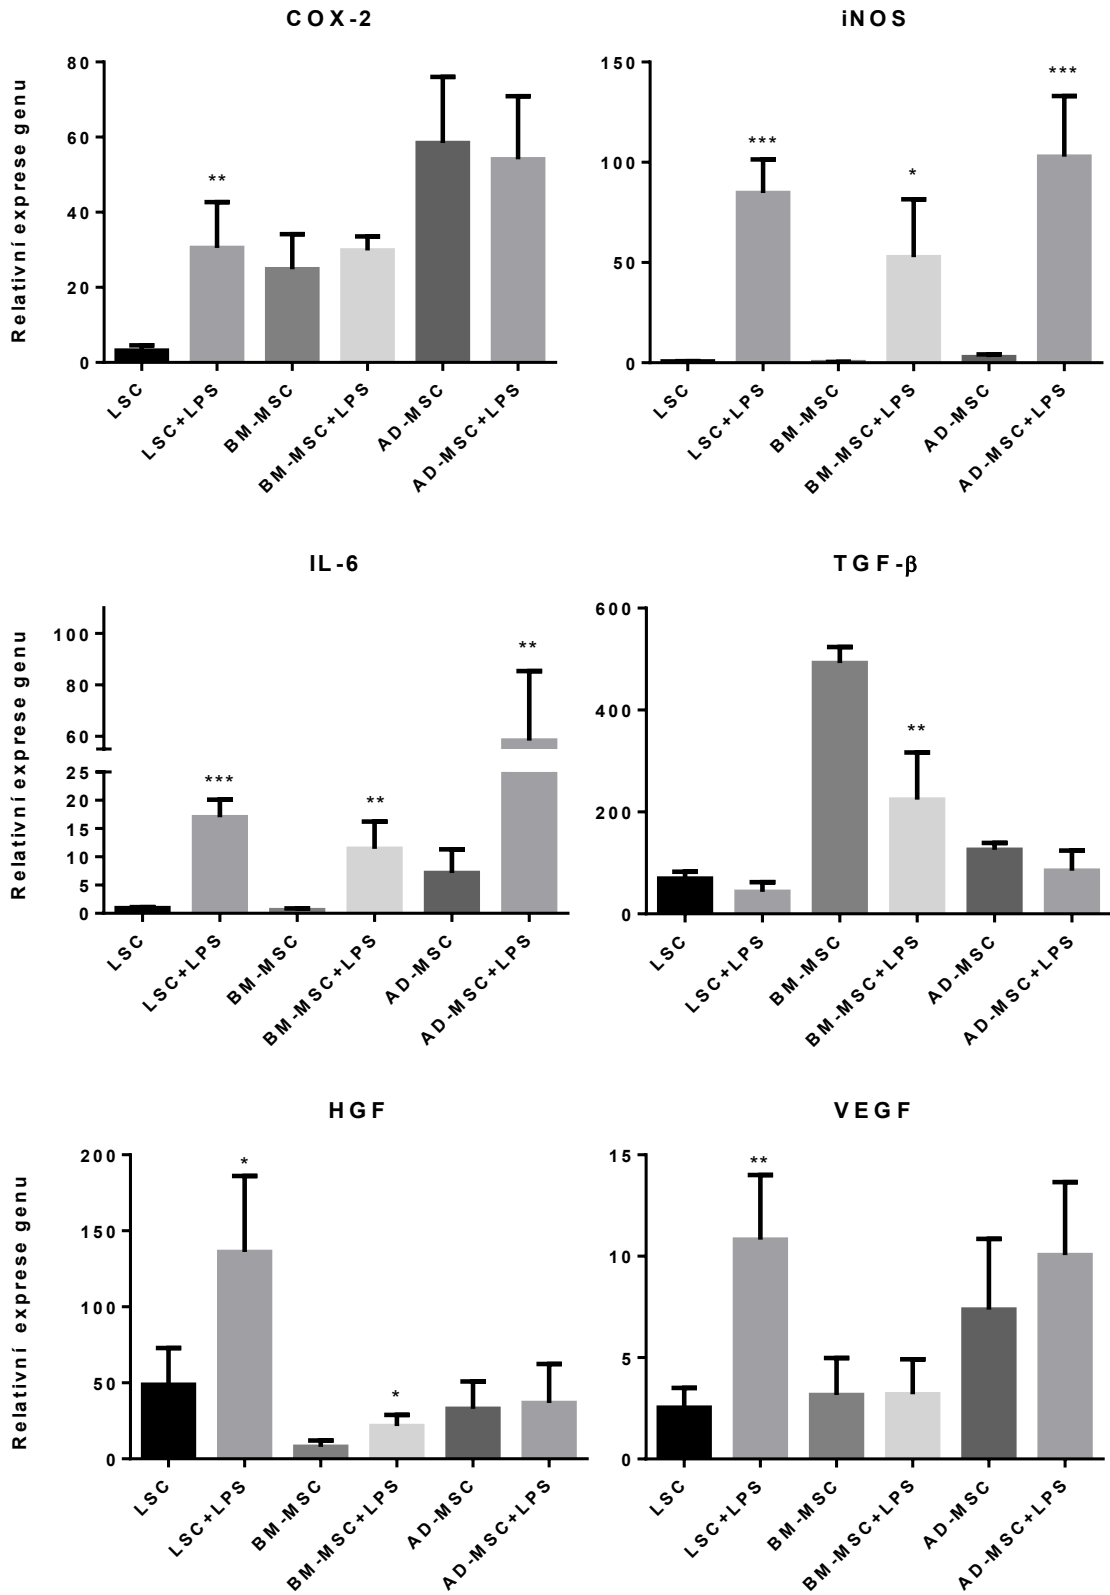 COX-2
iNOS
Relativní exprese genu
80
60
40
20
0
**
LSC
LSC+LPS
BM-MSC
BM-MSC+LPS
AD-MSC
AD-MSC+LPS
150
100
50
0
***
*
***
LSC
LSC+LPS
BM-MSC
BM-MSC+LPS
AD-MSC
AD-MSC+LPS
IL-6
TGF-β
Relativní exprese genu
100
80
60
25
20
15
10
5
0
***
**
**
LSC
LSC+LPS
BM-MSC
BM-MSC+LPS
AD-MSC
AD-MSC+LPS
600
400
200
0
**
LSC
LSC+LPS
BM-MSC
BM-MSC+LPS
AD-MSC
AD-MSC+LPS
HGF
VEGF
Relativní exprese genu
200
150
100
50
0
*
*
LSC
LSC+LPS
BM-MSC
BM-MSC+LPS
AD-MSC
AD-MSC+LPS
15
10
5
0
**
LSC
LSC+LPS
BM-MSC
BM-MSC+LPS
AD-MSC
AD-MSC+LPS